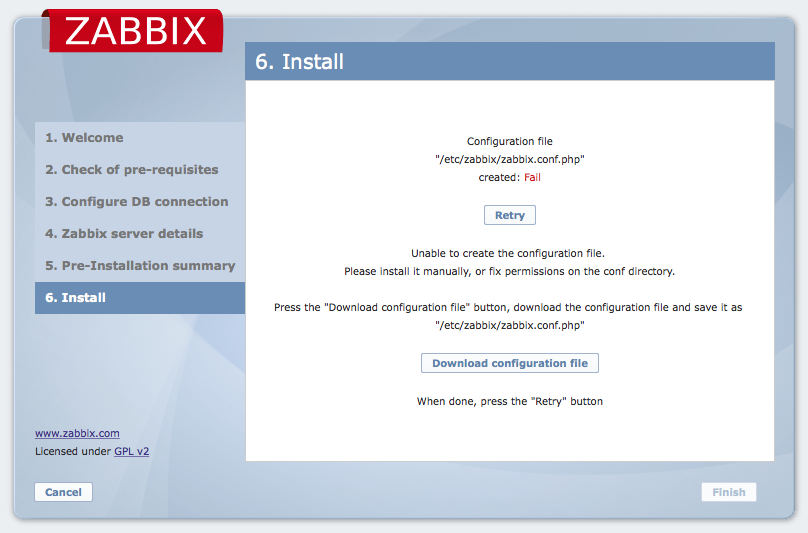 ZABBIX
6. Install
1. Welcome
2. Check of pre-requisites
3. Configure DB connection
4. Zabbix server details
5. Pre-Installation summary
6. Install
Configuration file
"/etc/zabbix/zabbix.conf.php"
created: Fail
Retry
Unable to create the configuration file.
Please install it manually, or fix permissions on the conf directory.
Press the "Download configuration file" button, download the configuration file and save it as
"/etc/zabbix/zabbix.conf.php"
Download configuration file
When done, press the "Retry" button
www.zabbix.com
Licensed under GPL v2
Cancel
Finish